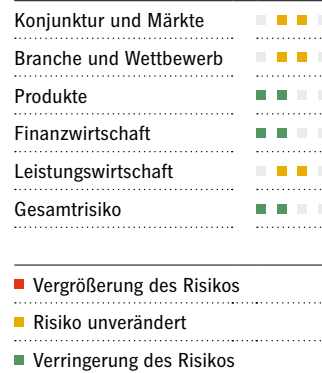 Konjunktur und Märkte
Branche und Wettbewerb
Produkte
Finanzwirtschaft
Leistungswirtschaft
Gesamtrisiko
Vergrößerung des Risikos
Risiko unverändert
Verringerung des Risikos